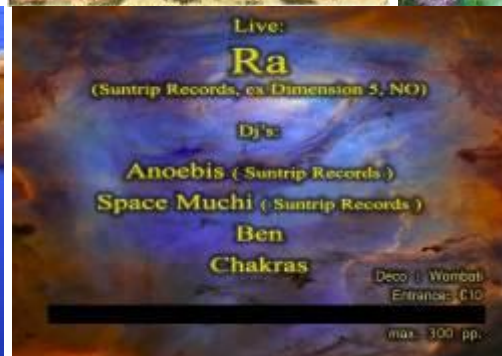 Live:
Ra
(Suntrip Records, ex Dimension 5, NO)
Dj's:
Anoebis ( Suntrip Records )
Space Muchi ( Suntrip Records )
Ben
Chakras
Deco : Wombati
Entrance: €10
max. 300 pp.